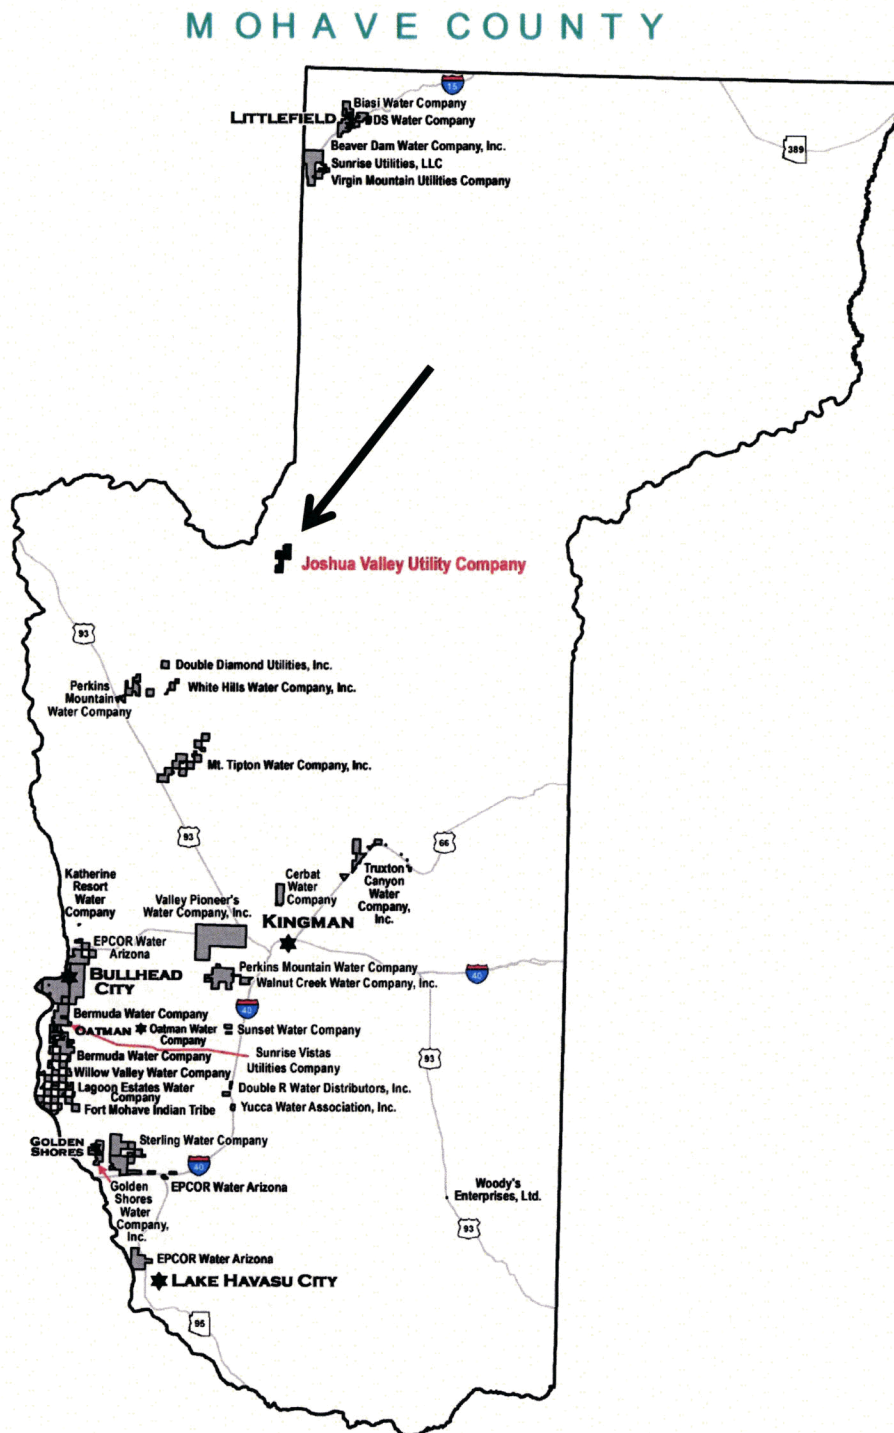 MOHAVE COUNTY
15
Biasi Water Company
LITTLEFIELD
DS Water Company
389
Beaver Dam Water Company, Inc.
Sunrise Utilities, LLC
Virgin Mountain Utilities Company
Joshua Valley Utility Company
93
Double Diamond Utilities, Inc.
Perkins
Mountain
Water Company
White Hills Water Company, Inc.
Mt. Tipton Water Company, Inc.
93
66
Katherine
Resort
Water
Company
Valley Pioneer's
Water Company, Inc.
Cerbat
Water
Company
Truxton
Canyon
Water
Company,
Inc.
KINGMAN
EPCOR Water
Arizona
BULLHEAD
CITY
Perkins Mountain Water Company
Walnut Creek Water Company, Inc.
40
40
Bermuda Water Company
OATMAN
Oatman Water
Company
Sunset Water Company
Bermuda Water Company
Sunrise Vistas
Utilities Company
93
Willow Valley Water Company
Lagoon Estates Water
Company
Double R Water Distributors, Inc.
Fort Mohave Indian Tribe
Yucca Water Association, Inc.
GOLDEN
SHORES
Sterling Water Company
40
EPCOR Water Arizona
Golden
Shores
Water
Company,
Inc.
Woody's
Enterprises, Ltd.
93
EPCOR Water Arizona
LAKE HAVASU CITY
95